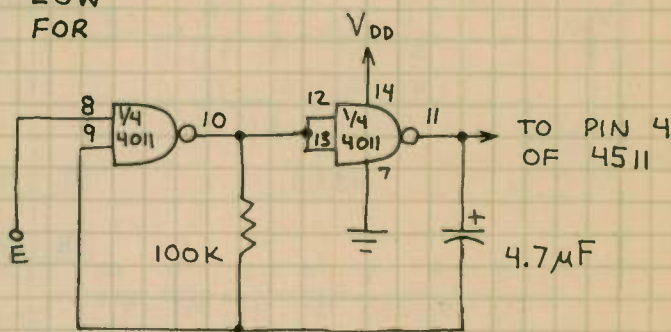 LOW
FOR
VDD
8
9
1/4
4011
10
12
13
1/4
4011
14
11
7
TO PIN 4
OF 4511
E
100K
+
4.7µF